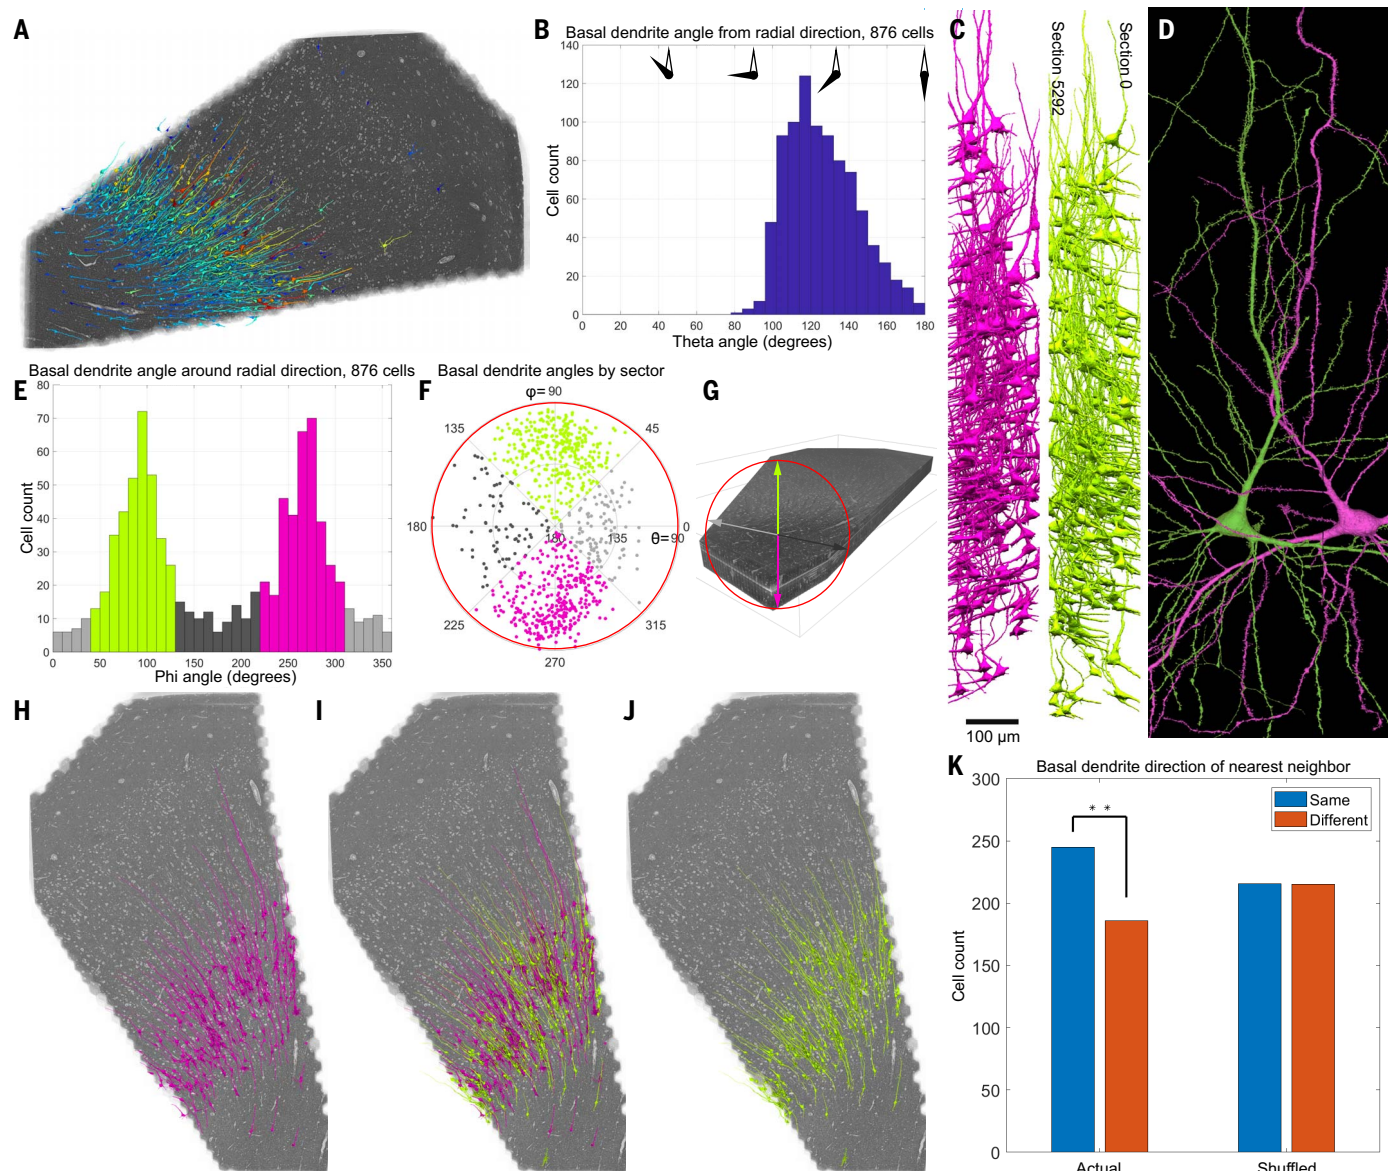 A
B
Basal dendrite angle from radial direction, 876 cells
140
120
100
80
60
40
20
0
Cell count
0 20 40 60 80 100 120 140 160 180
Theta angle (degrees)
C
Section 5292
Section 0
100 µm
D
E
Basal dendrite angle around radial direction, 876 cells
80
70
60
50
40
30
20
10
0
Cell count
0 50 100 150 200 250 300 350
Phi angle (degrees)
F
Basal dendrite angles by sector
φ= 90
135 45
180 180 135 θ= 90 0
225 315
270
G
H
I
J
K
Basal dendrite direction of nearest neighbor
300
250
200
150
100
50
0
Cell count
* *
Same
Different
Actual Shuffled